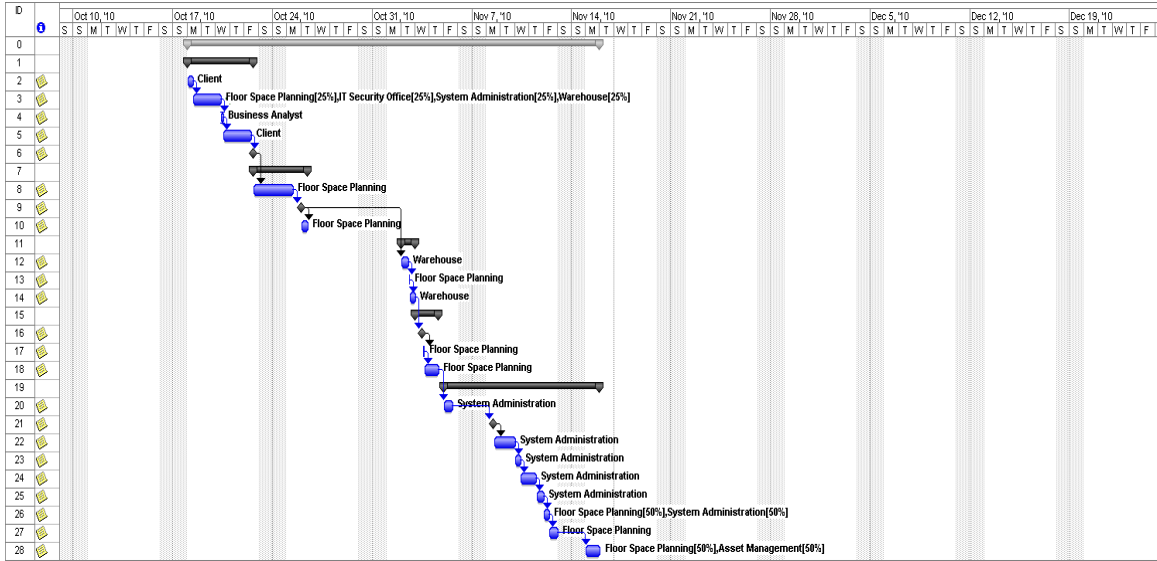 ID
Oct 10, '10 Oct 17, '10 Oct 24, '10 Oct 31, '10 Nov 7, '10 Nov 14, '10 Nov 21, '10 Nov 28, '10 Dec 5, '10 Dec 12, '10 Dec 19, '10
S S M T W T F S S M T W T F S S M T W T F S S M T W T F S S M T W T F S S M T W T F S S M T W T F S S M T W T F S S M T W T F S S M T W T F S S M T W T F
0
1
2 Client
3 Floor Space Planning[25%],IT Security Office[25%],System Administration[25%],Warehouse[25%]
4 Business Analyst
5 Client
6
7
8 Floor Space Planning
9
10 Floor Space Planning
11
12 Warehouse
13 Floor Space Planning
14 Warehouse
15
16
17 Floor Space Planning
18 Floor Space Planning
19
20 System Administration
21
22 System Administration
23 System Administration
24 System Administration
25 System Administration
26 Floor Space Planning[50%],System Administration[50%]
27 Floor Space Planning
28 Floor Space Planning[50%],Asset Management[50%]